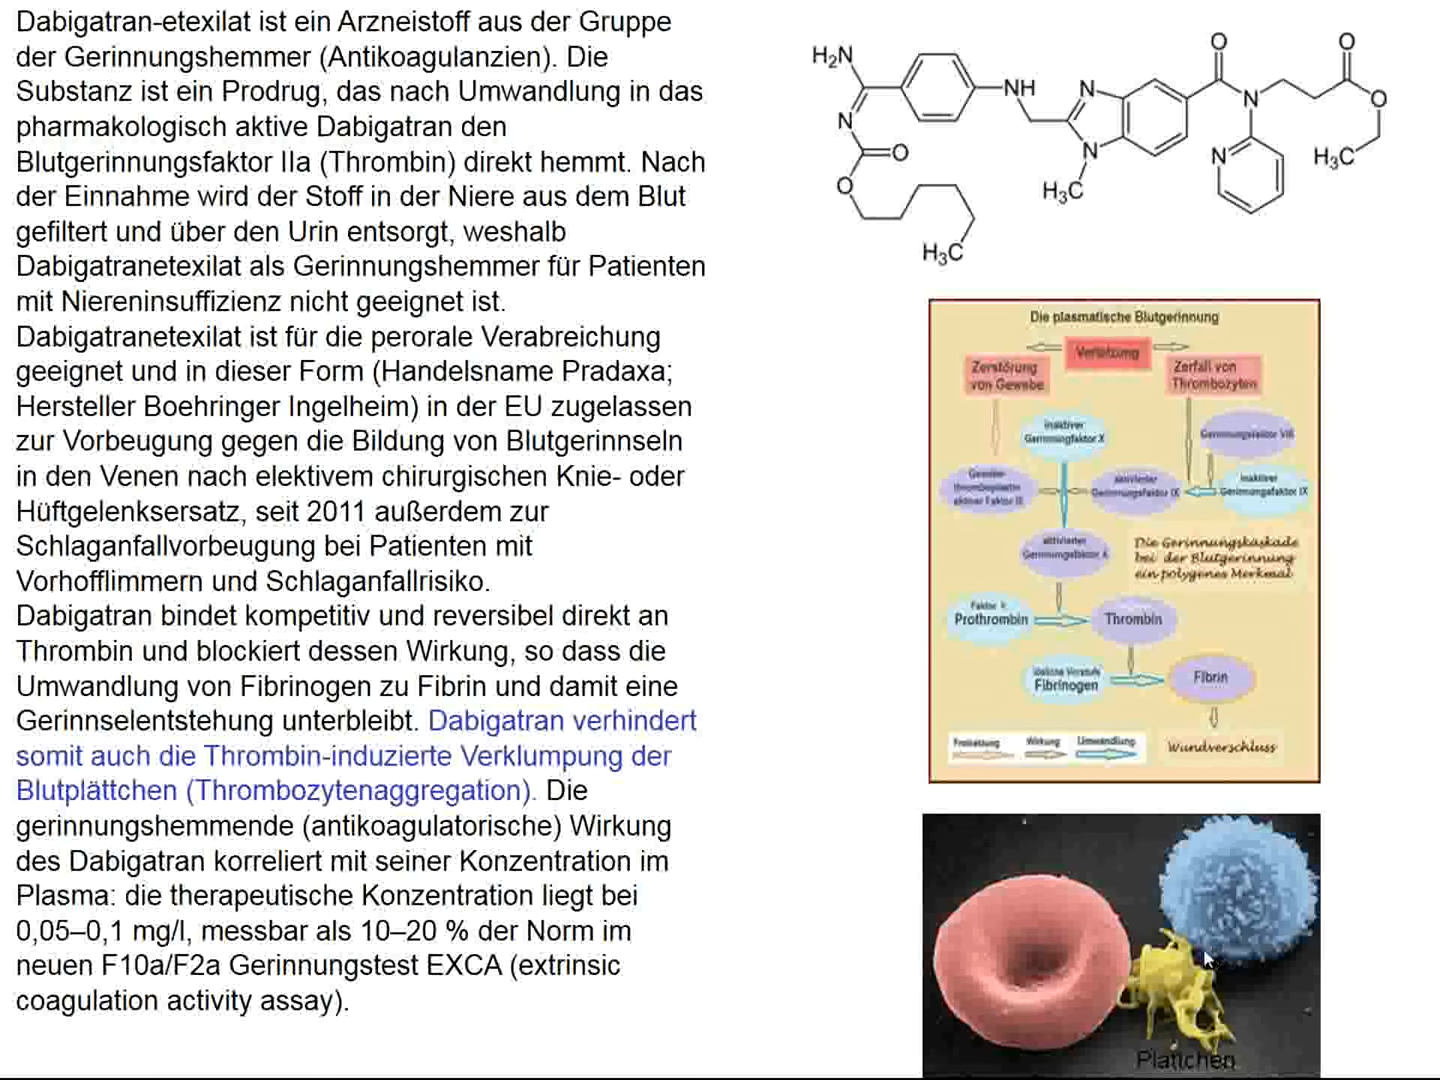 Dabigatran-etexilat ist ein Arzneistoff aus der Gruppe
der Gerinnungshemmer (Antikoagulanzien). Die
Substanz ist ein Prodrug, das nach Umwandlung in das
pharmakologisch aktive Dabigatran den
Blutgerinnungsfaktor IIa (Thrombin) direkt hemmt. Nach
der Einnahme wird der Stoff in der Niere aus dem Blut
gefiltert und über den Urin entsorgt, weshalb
Dabigatranetexilat als Gerinnungshemmer für Patienten
mit Niereninsuffizienz nicht geeignet ist.
Dabigatranetexilat ist für die perorale Verabreichung
geeignet und in dieser Form (Handelsname Pradaxa;
Hersteller Boehringer Ingelheim) in der EU zugelassen
zur Vorbeugung gegen die Bildung von Blutgerinnseln
in den Venen nach elektivem chirurgischen Knie- oder
Hüftgelenksersatz, seit 2011 außerdem zur
Schlaganfallvorbeugung bei Patienten mit
Vorhofflimmern und Schlaganfallrisiko.
Dabigatran bindet kompetitiv und reversibel direkt an
Thrombin und blockiert dessen Wirkung, so dass die
Umwandlung von Fibrinogen zu Fibrin und damit eine
Gerinnselentstehung unterbleibt. Dabigatran verhindert
somit auch die Thrombin-induzierte Verklumpung der
Blutplättchen (Thrombozytenaggregation). Die
gerinnungshemmende (antikoagulatorische) Wirkung
des Dabigatran korreliert mit seiner Konzentration im
Plasma: die therapeutische Konzentration liegt bei
0,05–0,1 mg/l, messbar als 10–20 % der Norm im
neuen F10a/F2a Gerinnungstest EXCA (extrinsic
coagulation activity assay).
H₂N
N
O
O
H₃C
NH
N
N
H₃C
O
N
N
O
O
H₃C
Die plasmatische Blutgerinnung
Verletzung
Zerstörung
von Gewebe
Zerfall von
Thrombozyten
inaktiver
Gerinnungfaktor X
Gerinnungsfaktor VIII
Gewebe-
thromboplastin
aktiver Faktor III
aktivierter
Gerinnungsfaktor IX
inaktiver
Gerinnungsfaktor IX
aktivierter
Gerinnungsfaktor X
Die Gerinnungskaskade
bei der Blutgerinnung
ein polygenes Merkmal
Faktor
Prothrombin
Thrombin
lösliche Vorstufe
Fibrinogen
Fibrin
Freisetzung
Wirkung
Umwandlung
Wundverschluss
Plättchen